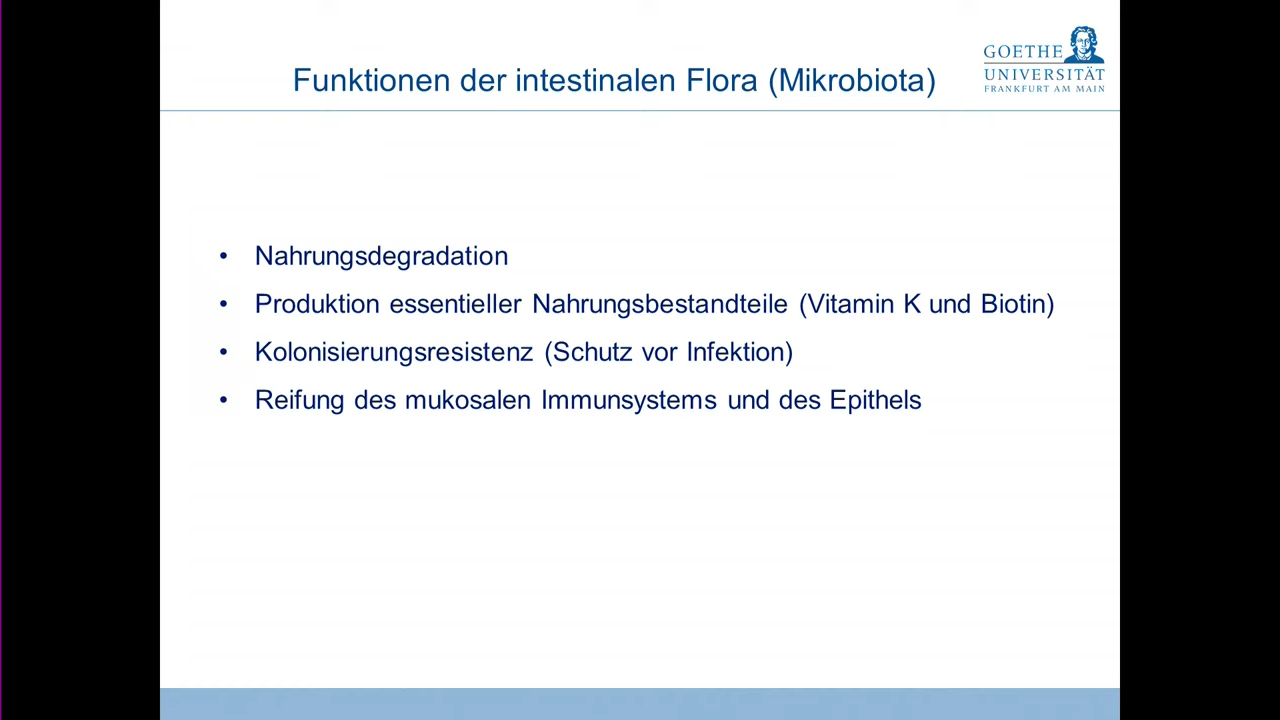 Funktionen der intestinalen Flora (Mikrobiota)
GOETHE
UNIVERSITÄT
FRANKFURT AM MAIN
• Nahrungsdegradation
• Produktion essentieller Nahrungsbestandteile (Vitamin K und Biotin)
• Kolonisierungsresistenz (Schutz vor Infektion)
• Reifung des mukosalen Immunsystems und des Epithels